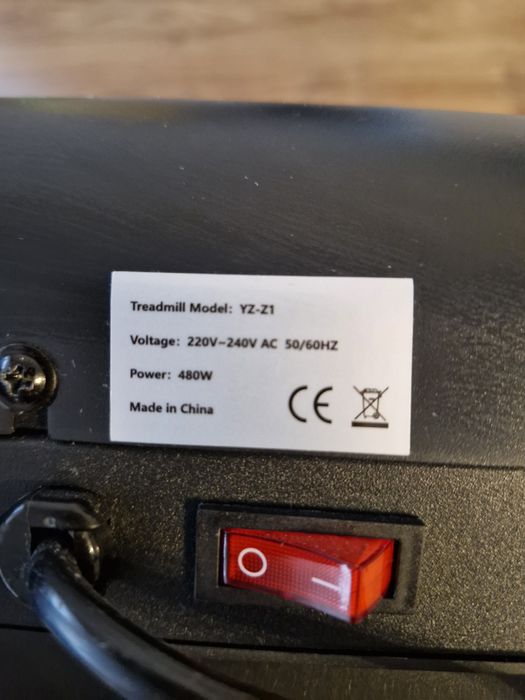 Treadmill Model: YZ-Z1
Voltage: 220V~240V AC 50/60HZ
Power: 480W
Made in China
CE
O I